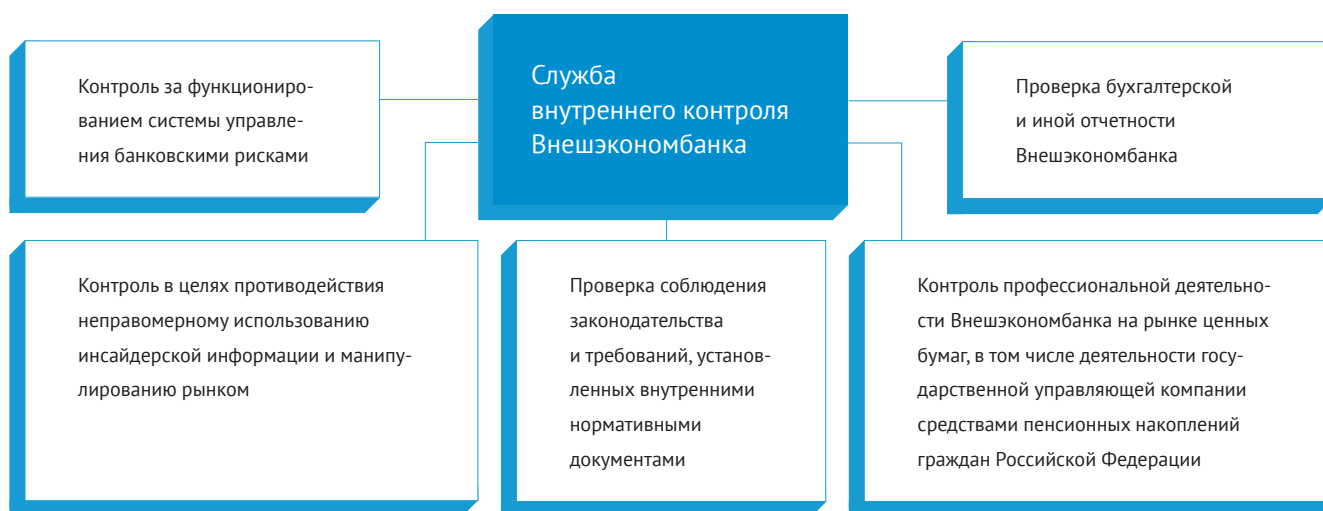 Контроль за функциониро-
ванием системы управле-
ния банковскими рисками
Служба
внутреннего контроля
Внешэкономбанка
Проверка бухгалтерской
и иной отчетности
Внешэкономбанка
Контроль в целях противодействия
неправомерному использованию
инсайдерской информации и манипу-
лированию рынком
Проверка соблюдения
законодательства
и требований, установ-
ленных внутренними
нормативными
документами
Контроль профессиональной деятельно-
сти Внешэкономбанка на рынке ценных
бумаг, в том числе деятельности госу-
дарственной управляющей компании
средствами пенсионных накоплений
граждан Российской Федерации